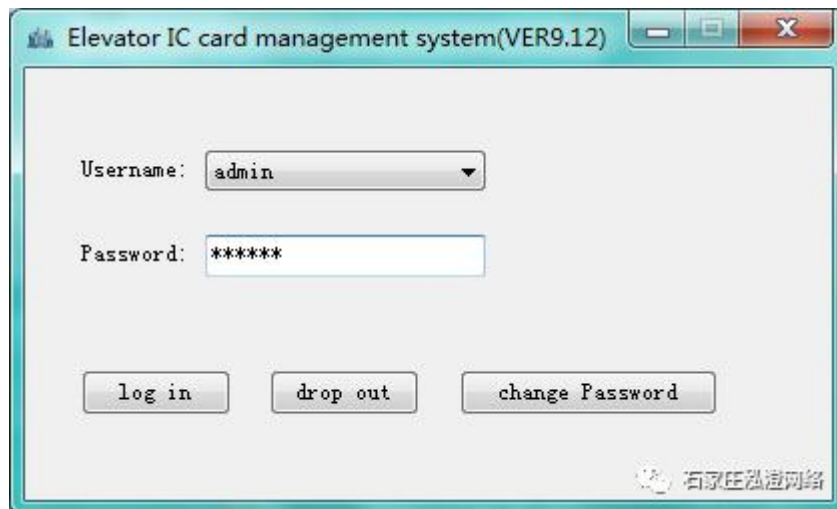 Elevator IC card management system(VER9.12)
Username: admin
Password: ******
log in drop out change Password
石家庄泓澄网络